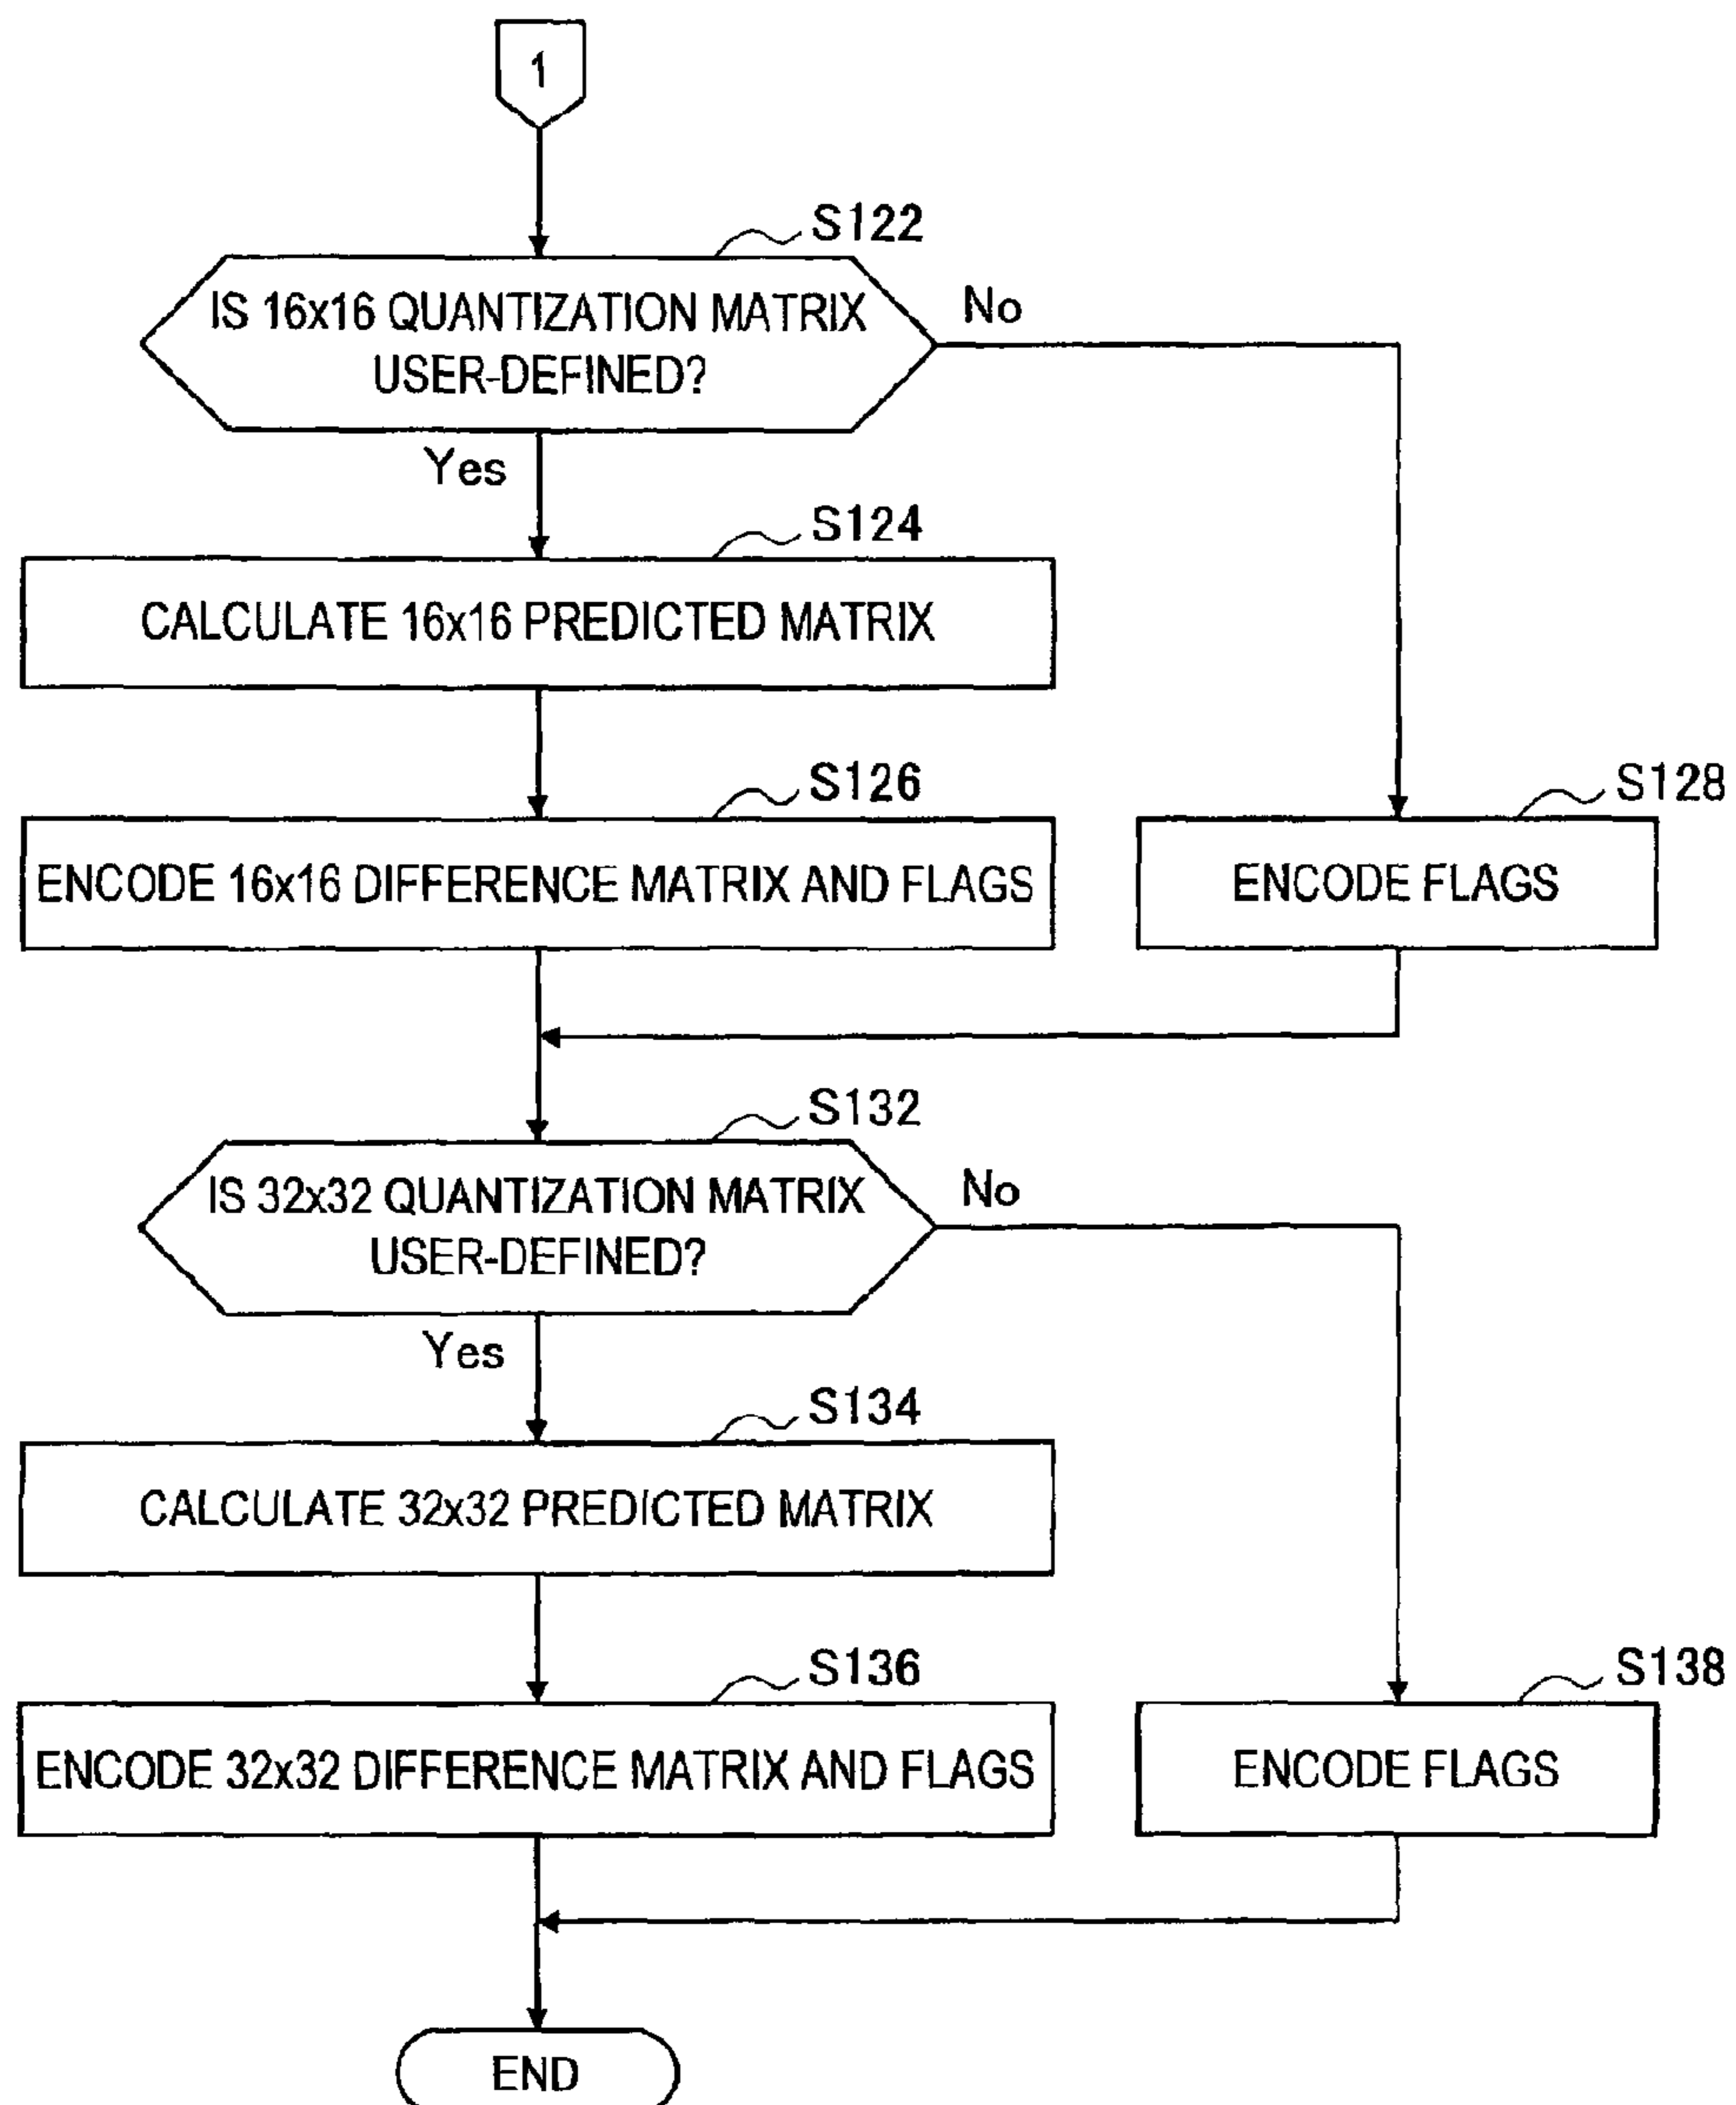 1
S122
IS 16x16 QUANTIZATION MATRIX
USER-DEFINED?
No
Yes
S124
CALCULATE 16x16 PREDICTED MATRIX
S126
ENCODE 16x16 DIFFERENCE MATRIX AND FLAGS
S128
ENCODE FLAGS
S132
IS 32x32 QUANTIZATION MATRIX
USER-DEFINED?
No
Yes
S134
CALCULATE 32x32 PREDICTED MATRIX
S136
ENCODE 32x32 DIFFERENCE MATRIX AND FLAGS
S138
ENCODE FLAGS
END